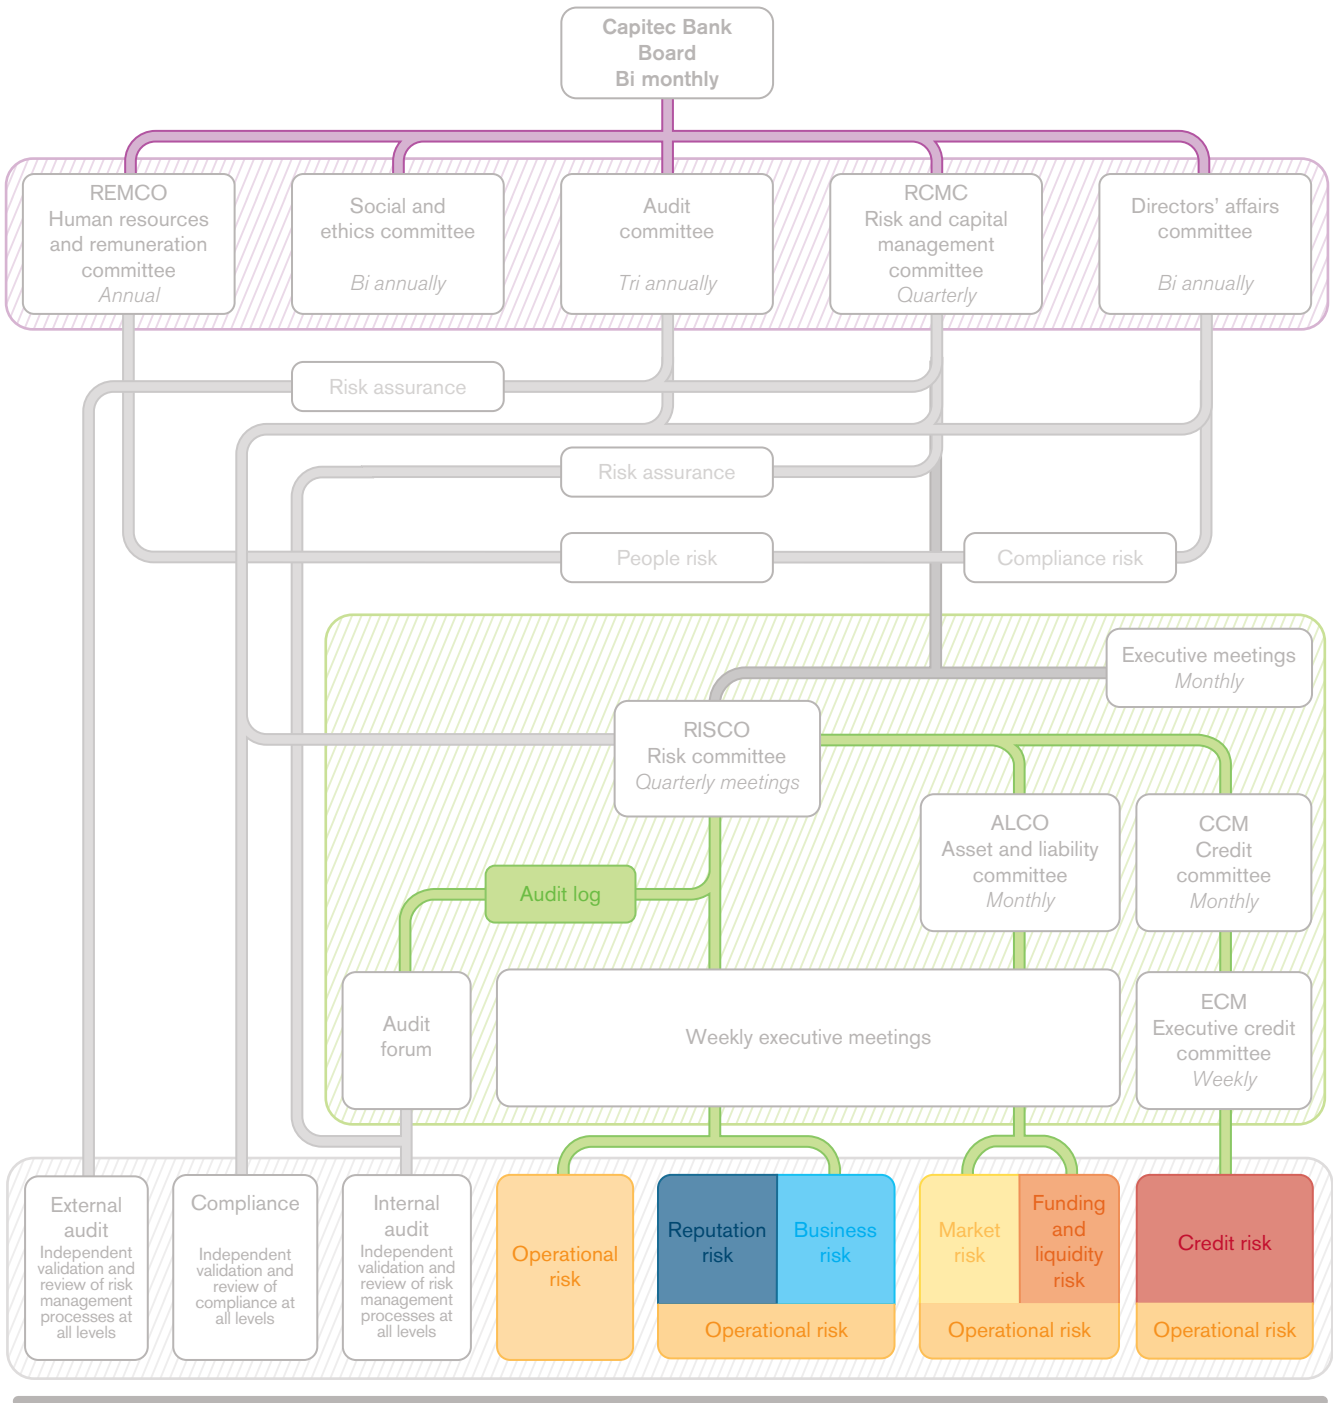 Capitec Bank
Board
Bi monthly
REMCO
Human resources
and remuneration
committee
Annual
Social and
ethics committee
Bi annually
Audit
committee
Tri annually
RCMC
Risk and capital
management
committee
Quarterly
Directors' affairs
committee
Bi annually
Risk assurance
Risk assurance
People risk
Compliance risk
Executive meetings
Monthly
RISCO
Risk committee
Quarterly meetings
ALCO
Asset and liability
committee
Monthly
CCM
Credit
committee
Monthly
Audit log
Audit
forum
Weekly executive meetings
ECM
Executive credit
committee
Weekly
External
audit
Independent
validation and
review of risk
management
processes at
all levels
Compliance
Independent
validation and
review of
compliance at
all levels
Internal
audit
Independent
validation and
review of risk
management
processes at
all levels
Operational
risk
Reputation
risk
Business
risk
Operational risk
Market
risk
Funding
and
liquidity
risk
Operational risk
Credit risk
Operational risk